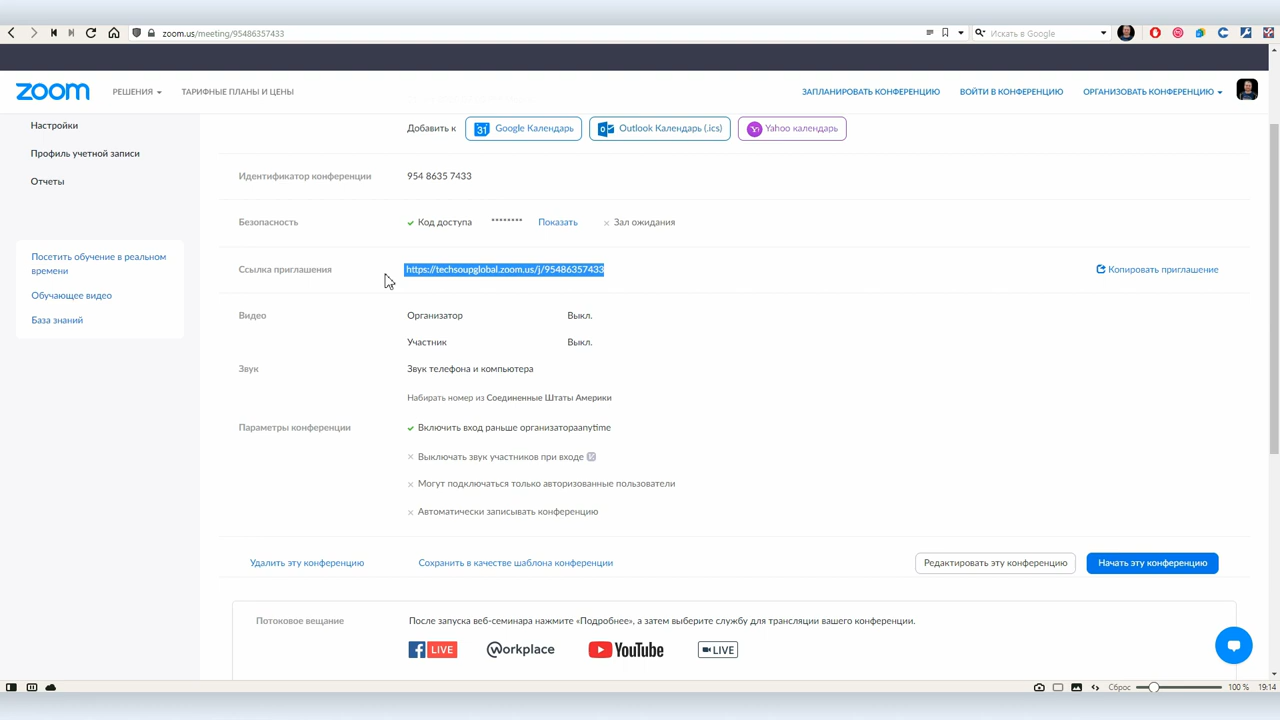 zoom.us/meeting/95486357433
Искать в Google
zoom
РЕШЕНИЯ
ТАРИФНЫЕ ПЛАНЫ И ЦЕНЫ
ЗАПЛАНИРОВАТЬ КОНФЕРЕНЦИЮ
ВОЙТИ В КОНФЕРЕНЦИЮ
ОРГАНИЗОВАТЬ КОНФЕРЕНЦИЮ
Настройки
Профиль учетной записи
Отчеты
Посетить обучение в реальном
времени
Обучающее видео
База знаний
Добавить к
31 Google Календарь
Outlook Календарь (.ics)
Yahoo календарь
Идентификатор конференции
954 8635 7433
Безопасность
Код доступа ******** Показать
Зал ожидания
Ссылка приглашения
https://techsoupglobal.zoom.us/j/95486357433
Копировать приглашение
Видео
Организатор Выкл.
Участник Выкл.
Звук
Звук телефона и компьютера
Набирать номер из Соединенные Штаты Америки
Параметры конференции
Включить вход раньше организатораanytime
Выключать звук участников при входе
Могут подключаться только авторизованные пользователи
Автоматически записывать конференцию
Удалить эту конференцию
Сохранить в качестве шаблона конференции
Редактировать эту конференцию
Начать эту конференцию
Потоковое вещание
После запуска веб-семинара нажмите «Подробнее», а затем выберите службу для трансляции вашего конференции.
f LIVE
workplace
YouTube
LIVE
Сброс
100 %
19:14